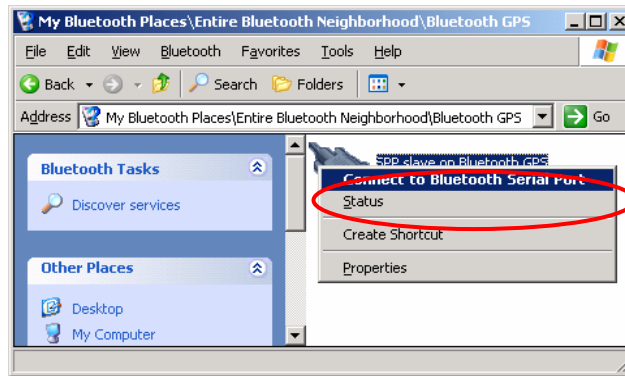 My Bluetooth Places\Entire Bluetooth Neighborhood\Bluetooth GPS
File Edit View Bluetooth Favorites Tools Help
Back Search Folders
Address My Bluetooth Places\Entire Bluetooth Neighborhood\Bluetooth GPS Go
Bluetooth Tasks
Discover services
Other Places
Desktop
My Computer
SPP slave on Bluetooth GPS
Connect to Bluetooth Serial Port
Status
Create Shortcut
Properties